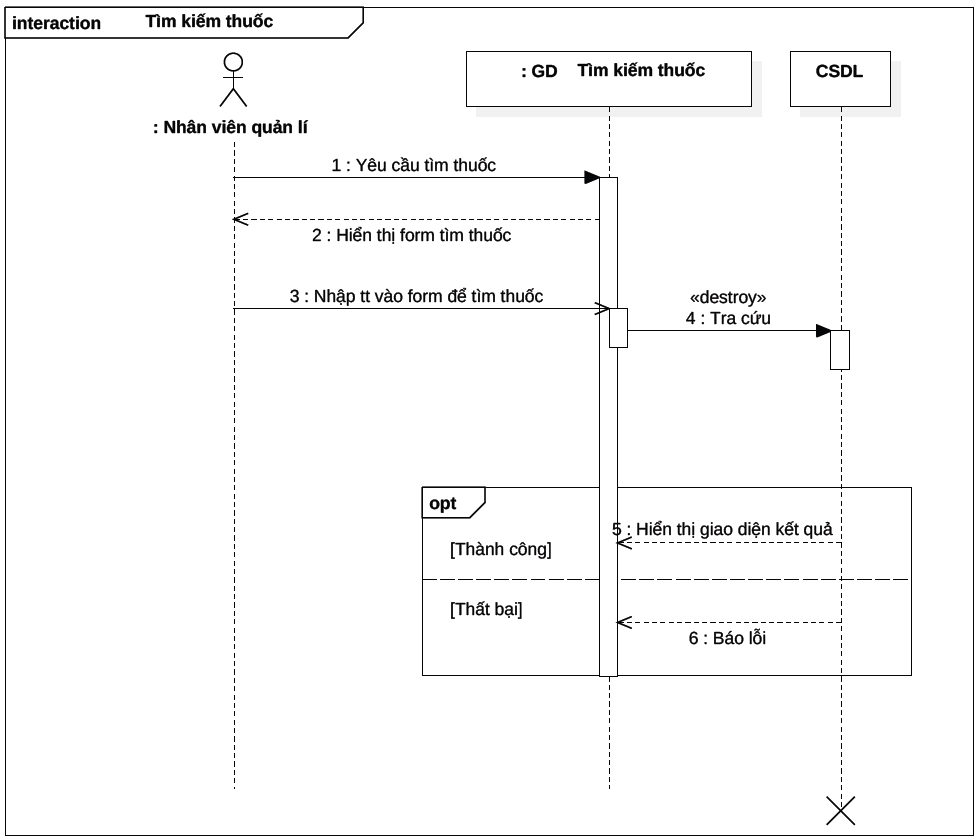 interaction Tìm kiếm thuốc
: Nhân viên quản lí
: GD Tìm kiếm thuốc
CSDL
1 : Yêu cầu tìm thuốc
2 : Hiển thị form tìm thuốc
3 : Nhập tt vào form để tìm thuốc
«destroy»
4 : Tra cứu
opt
5 : Hiển thị giao diện kết quả
[Thành công]
[Thất bại]
6 : Báo lỗi